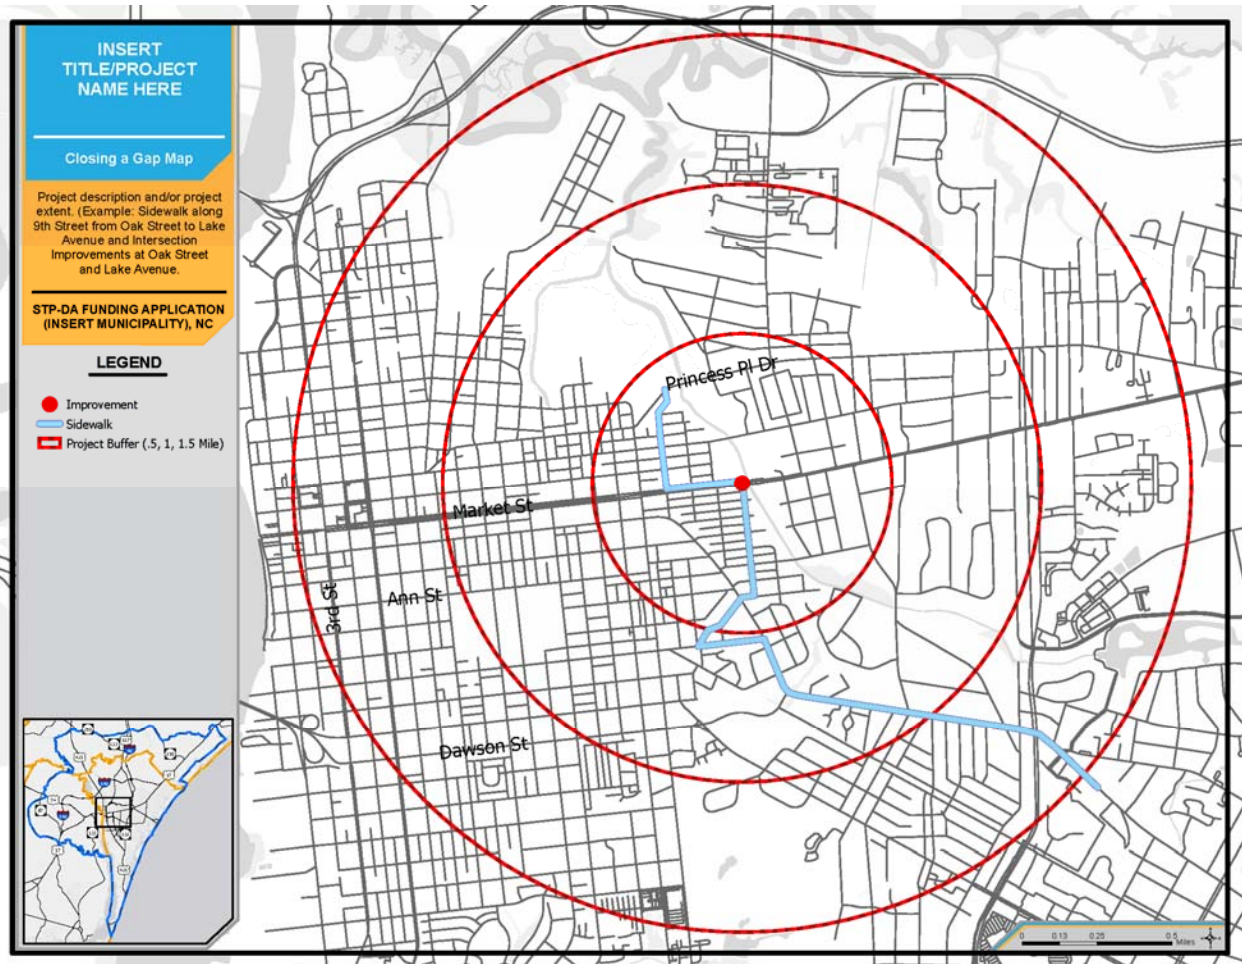 INSERT
TITLE/PROJECT
NAME HERE
Closing a Gap Map
Project description and/or project
extent. (Example: Sidewalk along
9th Street from Oak Street to Lake
Avenue and Intersection
Improvements at Oak Street
and Lake Avenue.
STP-DA FUNDING APPLICATION
(INSERT MUNICIPALITY), NC
LEGEND
Improvement
Sidewalk
Project Buffer (.5, 1, 1.5 Mile)
Princess Pl Dr
Market St
3rd St
Ann St
Dawson St
0 0.13 0.25 0.5
Miles